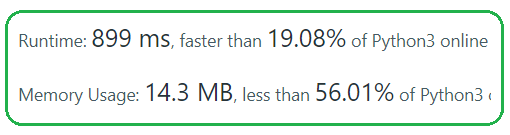 Runtime: 899 ms, faster than 19.08% of Python3 online
Memory Usage: 14.3 MB, less than 56.01% of Python3